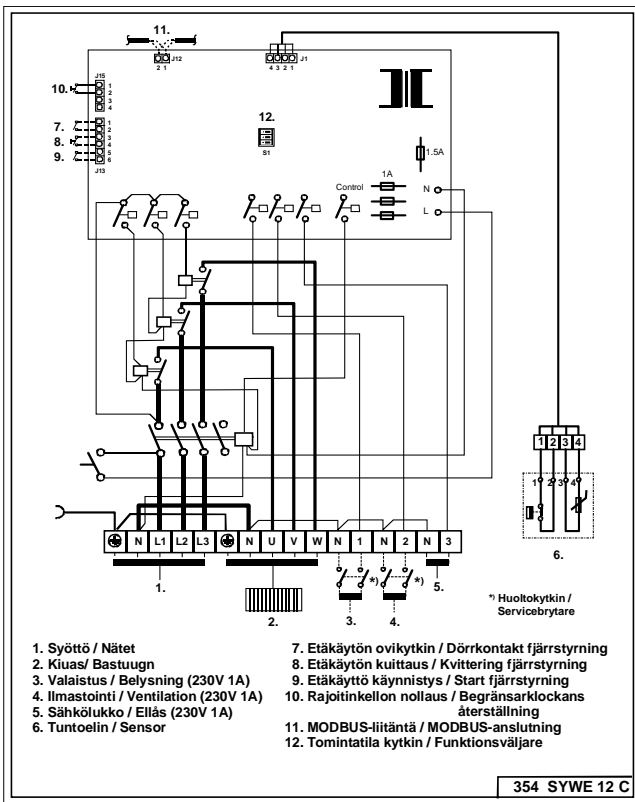 11.
J12
2 1
J1
4 3 2 1
10.
J15
1
2
3
4
7.
8.
9.
1
2
3
4
5
6
J13
12.
S1
1.5A
1A
Control
N
L
1 2 3 4
1 2 3 4
6.
N L1 L2 L3 N U V W N 1 N 2 N 3
*) *)
1. 2. 3. 4. 5.
*) Huoltokytkin /
Servicebrytare
1. Syöttö / Nätet
2. Kiuas/ Bastuugn
3. Valaistus / Belysning (230V 1A)
4. Ilmastointi / Ventilation (230V 1A)
5. Sähkölukko / Ellås (230V 1A)
6. Tuntoelin / Sensor
7. Etäkäytön ovikytkin / Dörrkontakt fjärrstyrning
8. Etäkäytön kuittaus / Kvittering fjärrstyrning
9. Etäkäyttö käynnistys / Start fjärrstyrning
10. Rajoitinkellon nollaus / Begränsarklockans
återställning
11. MODBUS-liitäntä / MODBUS-anslutning
12. Tomintatila kytkin / Funktionsväljare
354 SYWE 12 C